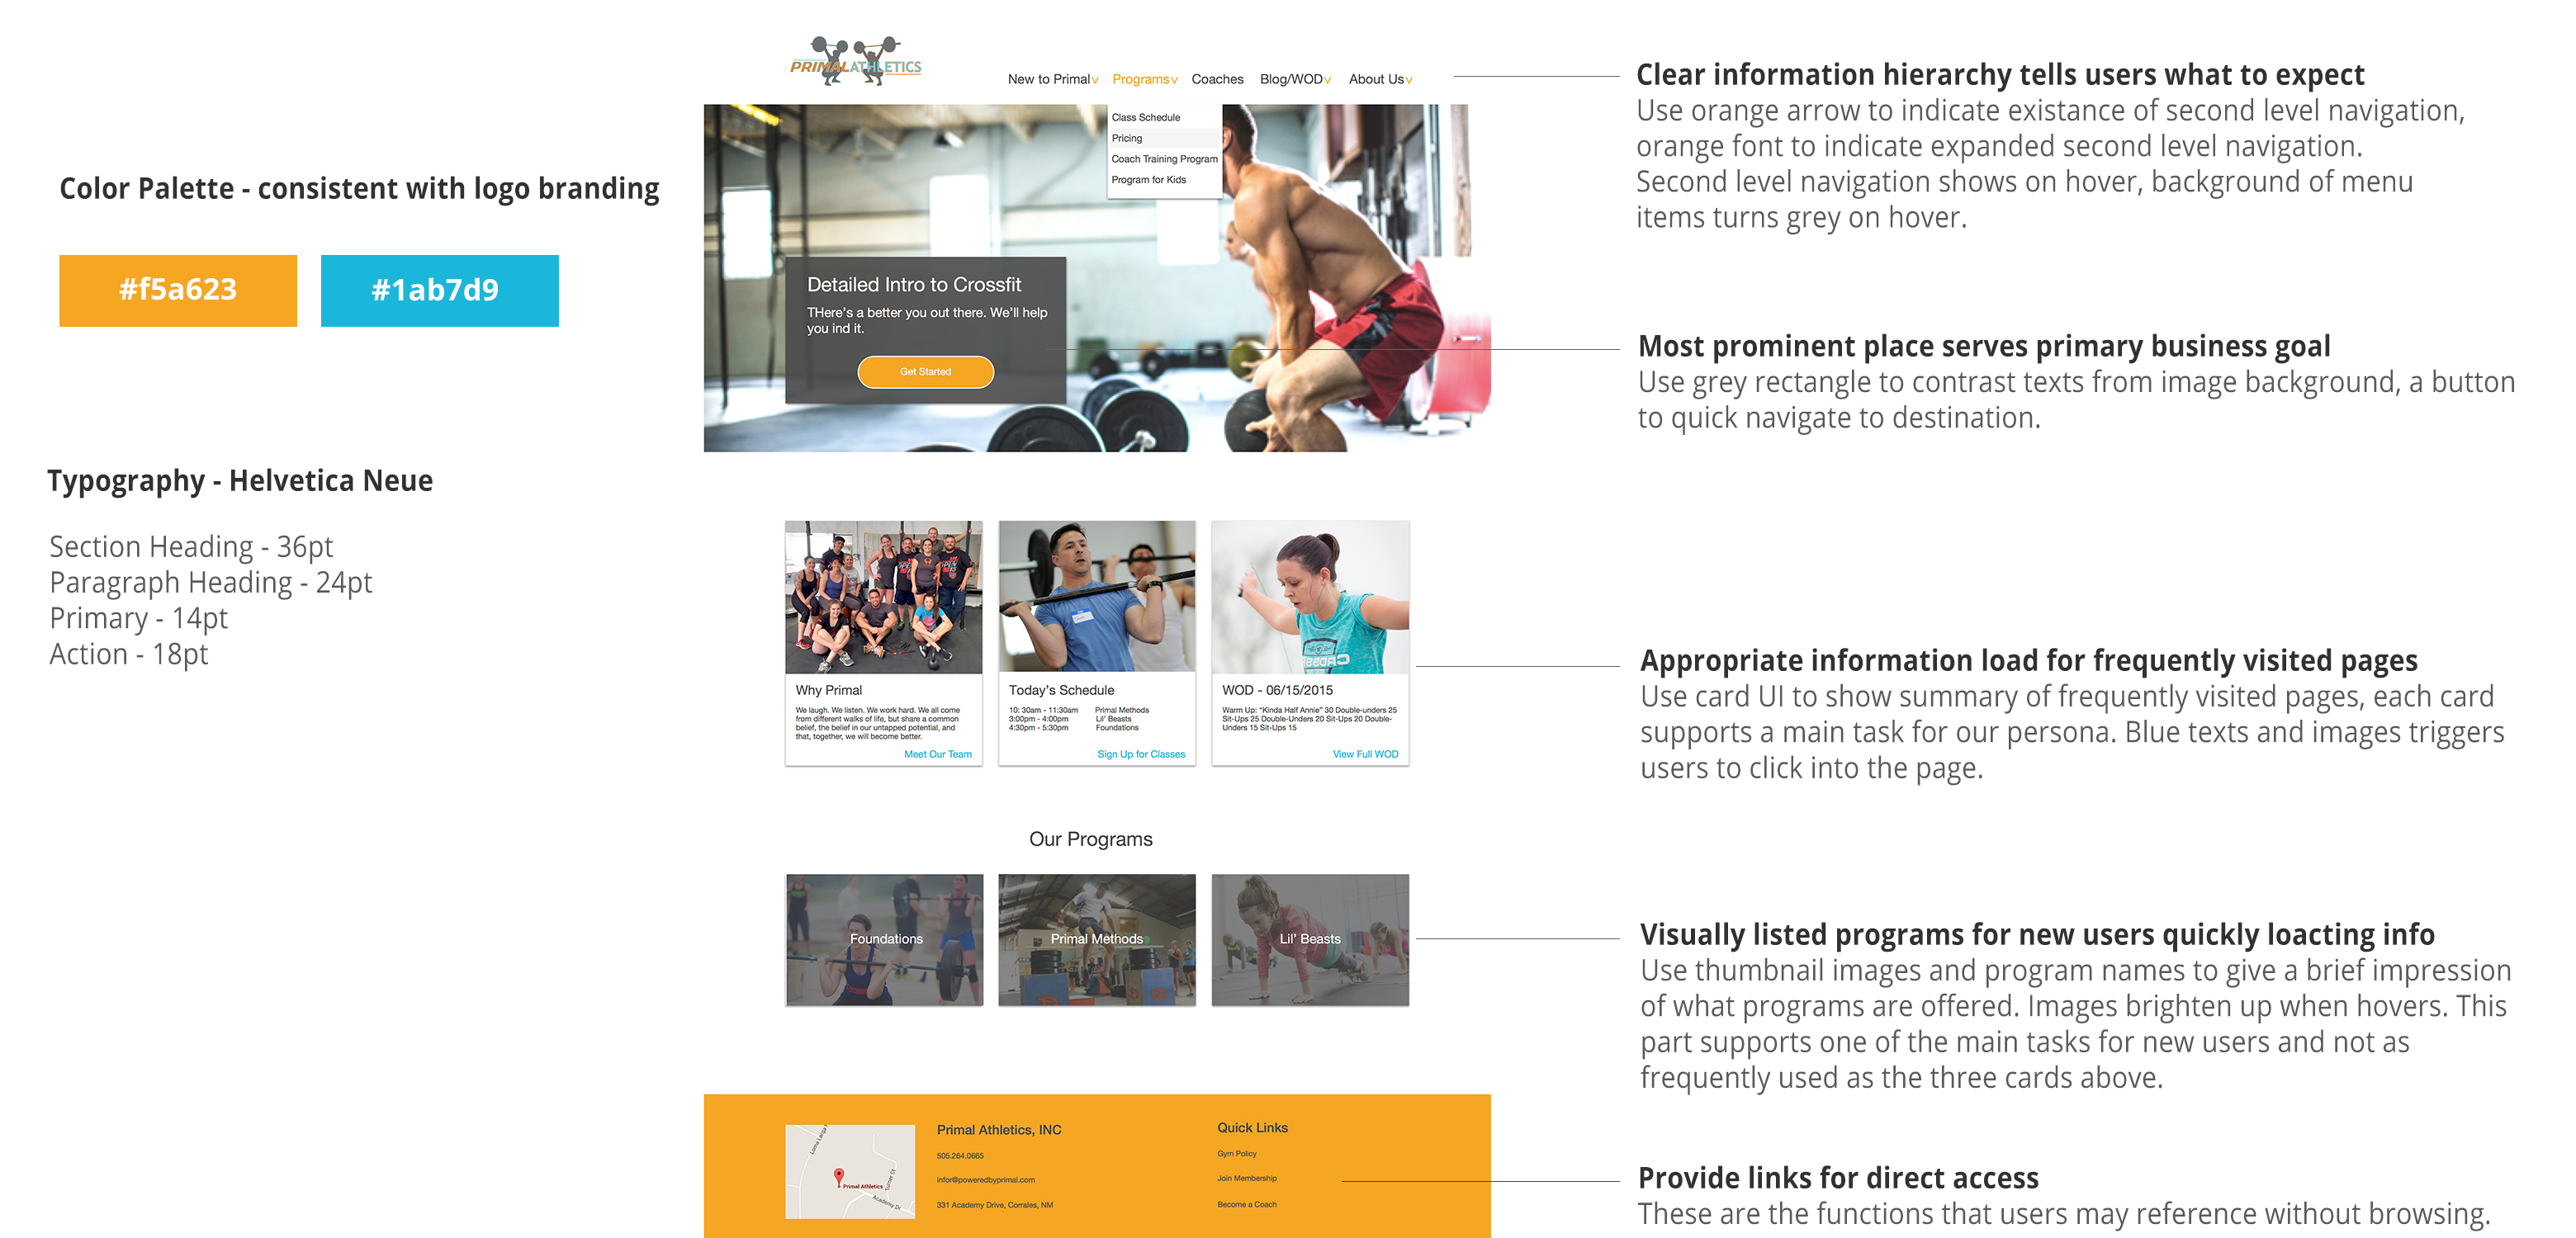 Color Palette - consistent with logo branding
#f5a623
#1ab7d9
Typography - Helvetica Neue
Section Heading - 36pt
Paragraph Heading - 24pt
Primary - 14pt
Action - 18pt
PRIMALATHLETICS
New to Primal
Programs
Coaches
Blog/WOD
About Us
Class Schedule
Pricing
Coach Training Program
Program for Kids
Detailed Intro to Crossfit
THere's a better you out there. We'll help
you ind it.
Get Started
Why Primal
We laugh. We listen. We work hard. We all come
from different walks of life, but share a common
belief, the belief in our untapped potential, and
that, together, we will become better.
Meet Our Team
Today's Schedule
10: 30am - 11:30am Primal Methods
3:00pm - 4:00pm Lil' Beasts
4:30pm - 5:30pm Foundations
Sign Up for Classes
WOD - 06/15/2015
Warm Up: "Kinda Half Annie" 30 Double-unders 25
Sit-Ups 25 Double-Unders 20 Sit-Ups 20 Double-
Unders 15 Sit-Ups 15
View Full WOD
Our Programs
Foundations
Primal Methods
Lil' Beasts
Loma Larga
Turner Ct
Primal Athletics
Academy Dr
Primal Athletics, INC
505.264.0665
infor@poweredbyprimal.com
331 Academy Drive, Corrales, NM
Quick Links
Gym Policy
Join Membership
Become a Coach
Clear information hierarchy tells users what to expect
Use orange arrow to indicate existance of second level navigation,
orange font to indicate expanded second level navigation.
Second level navigation shows on hover, background of menu
items turns grey on hover.
Most prominent place serves primary business goal
Use grey rectangle to contrast texts from image background, a button
to quick navigate to destination.
Appropriate information load for frequently visited pages
Use card UI to show summary of frequently visited pages, each card
supports a main task for our persona. Blue texts and images triggers
users to click into the page.
Visually listed programs for new users quickly loacting info
Use thumbnail images and program names to give a brief impression
of what programs are offered. Images brighten up when hovers. This
part supports one of the main tasks for new users and not as
frequently used as the three cards above.
Provide links for direct access
These are the functions that users may reference without browsing.